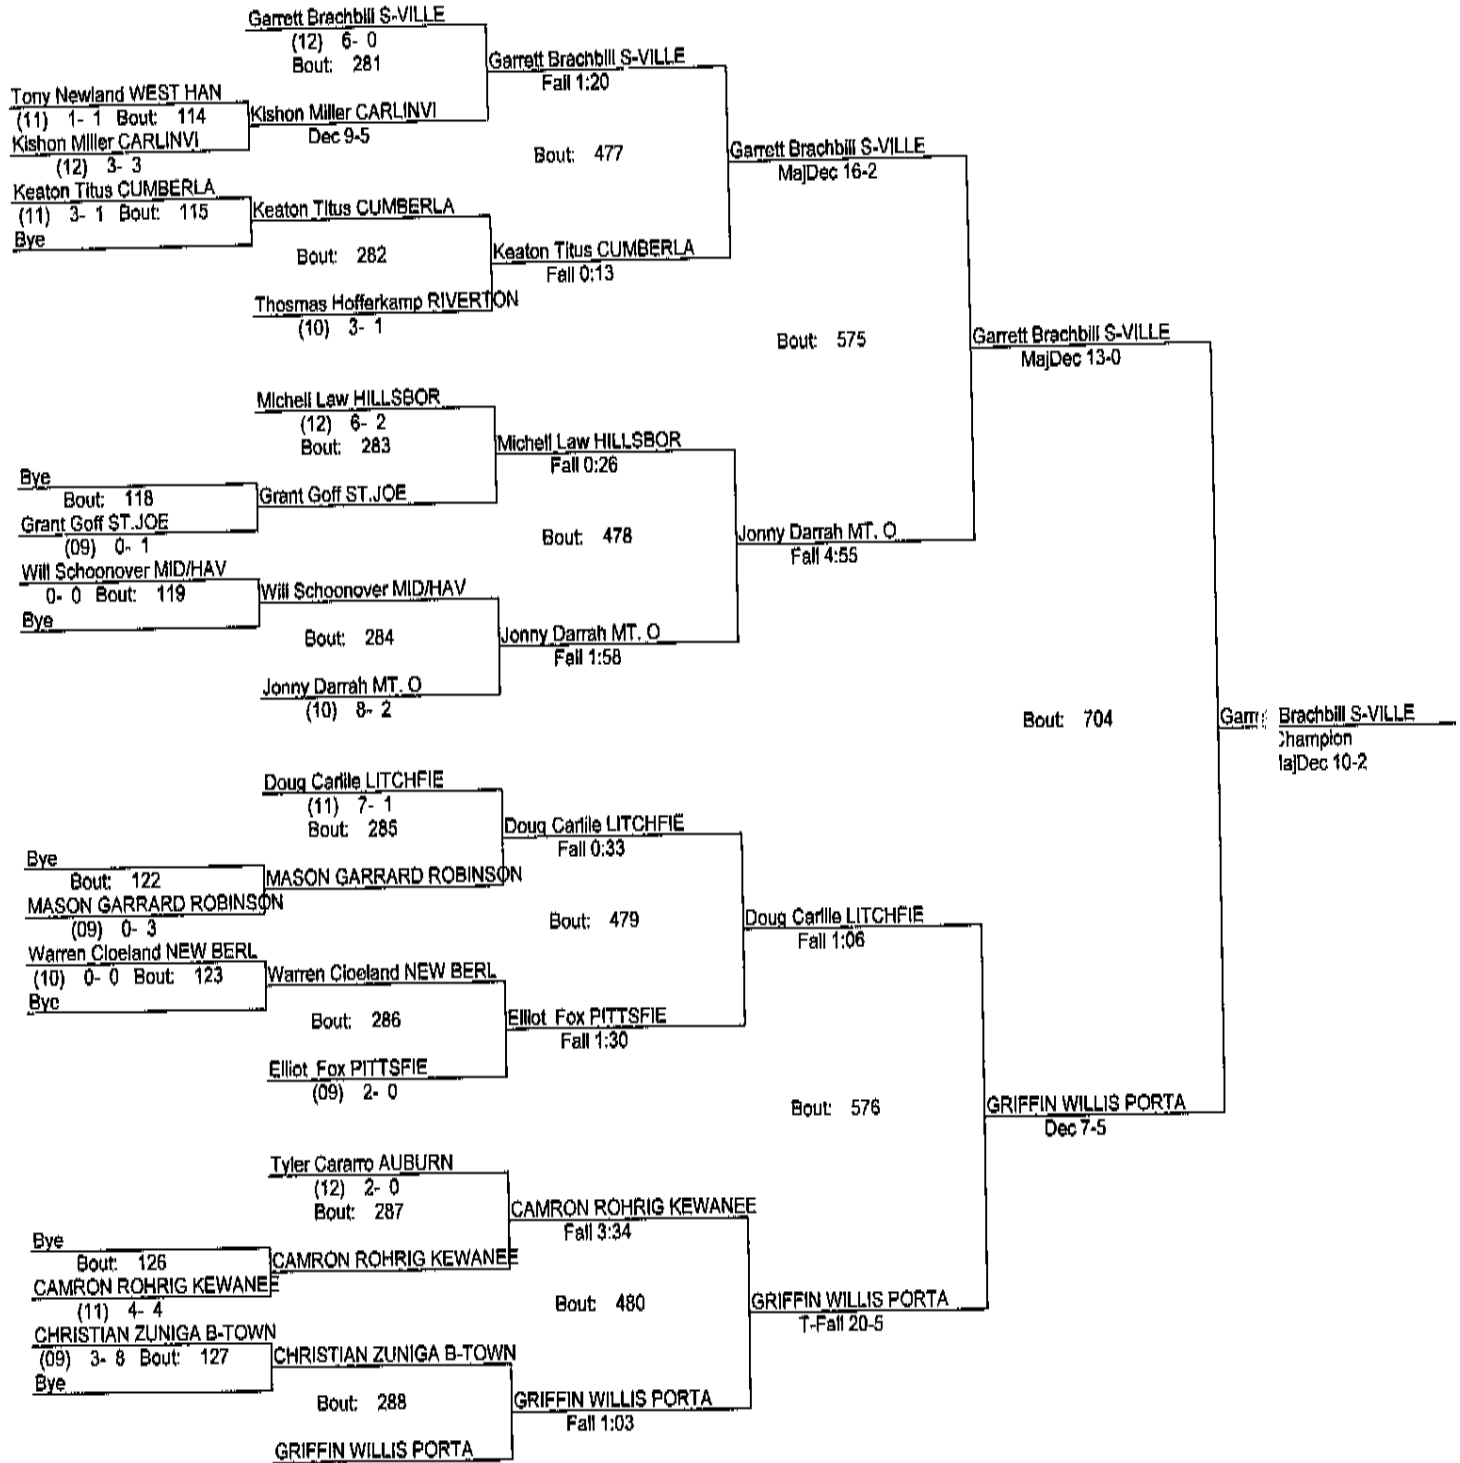 Garrett Brachbill S-VILLE
(12) 6- 0
Bout: 281
Garrett Brachbill S-VILLE
Fall 1:20
Tony Newland WEST HAN
(11) 1- 1 Bout: 114
Kishon Miller CARLINVI
Dec 9-5
Kishon Miller CARLINVI
(12) 3- 3
Bout: 477
Garrett Brachbill S-VILLE
MajDec 16-2
Keaton Titus CUMBERLA
(11) 3- 1 Bout: 115
Keaton Titus CUMBERLA
Bye
Bout: 282
Keaton Titus CUMBERLA
Fall 0:13
Thosmas Hofferkamp RIVERTON
(10) 3- 1
Bout: 575
Garrett Brachbill S-VILLE
MajDec 13-0
Michell Law HILLSBOR
(12) 6- 2
Bout: 283
Michell Law HILLSBOR
Fall 0:26
Bye
Bout: 118
Grant Goff ST.JOE
Grant Goff ST.JOE
(09) 0- 1
Bout: 478
Jonny Darrah MT. O
Fall 4:55
Will Schoonover MID/HAV
0- 0 Bout: 119
Will Schoonover MID/HAV
Bye
Bout: 284
Jonny Darrah MT. O
Fall 1:58
Jonny Darrah MT. O
(10) 8- 2
Bout: 704
Brachbill S-VILLE
Champion
MajDec 10-2
Doug Carlile LITCHFIE
(11) 7- 1
Bout: 285
Doug Carlile LITCHFIE
Fall 0:33
Bye
Bout: 122
MASON GARRARD ROBINSON
MASON GARRARD ROBINSON
(09) 0- 3
Bout: 479
Doug Carlile LITCHFIE
Fall 1:06
Warren Cloeland NEW BERL
(10) 0- 0 Bout: 123
Warren Cloeland NEW BERL
Bye
Bout: 286
Elliot Fox PITTSFIE
Fall 1:30
Elliot Fox PITTSFIE
(09) 2- 0
Bout: 576
GRIFFIN WILLIS PORTA
Dec 7-5
Tyler Cararro AUBURN
(12) 2- 0
Bout: 287
CAMRON ROHRIG KEWANEE
Fall 3:34
Bye
Bout: 126
CAMRON ROHRIG KEWANEE
CAMRON ROHRIG KEWANEE
(11) 4- 4
Bout: 480
GRIFFIN WILLIS PORTA
T-Fall 20-5
CHRISTIAN ZUNIGA B-TOWN
(09) 3- 8 Bout: 127
CHRISTIAN ZUNIGA B-TOWN
Bye
Bout: 288
GRIFFIN WILLIS PORTA
Fall 1:03
GRIFFIN WILLIS PORTA